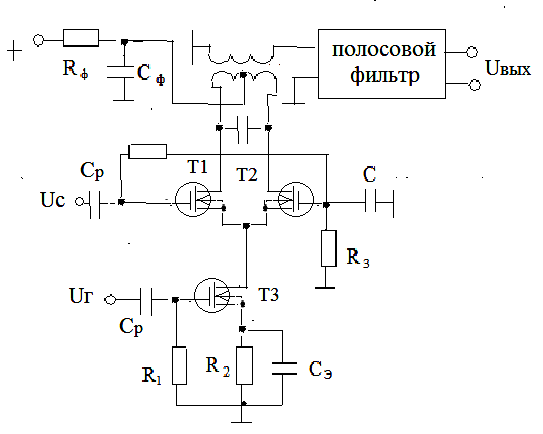 +
Rф
Cф
полосовой
фильтр
Uвых
T1
T2
Cр
C
Uс
R3
Uг
T3
Cр
R1
R2
CЭ